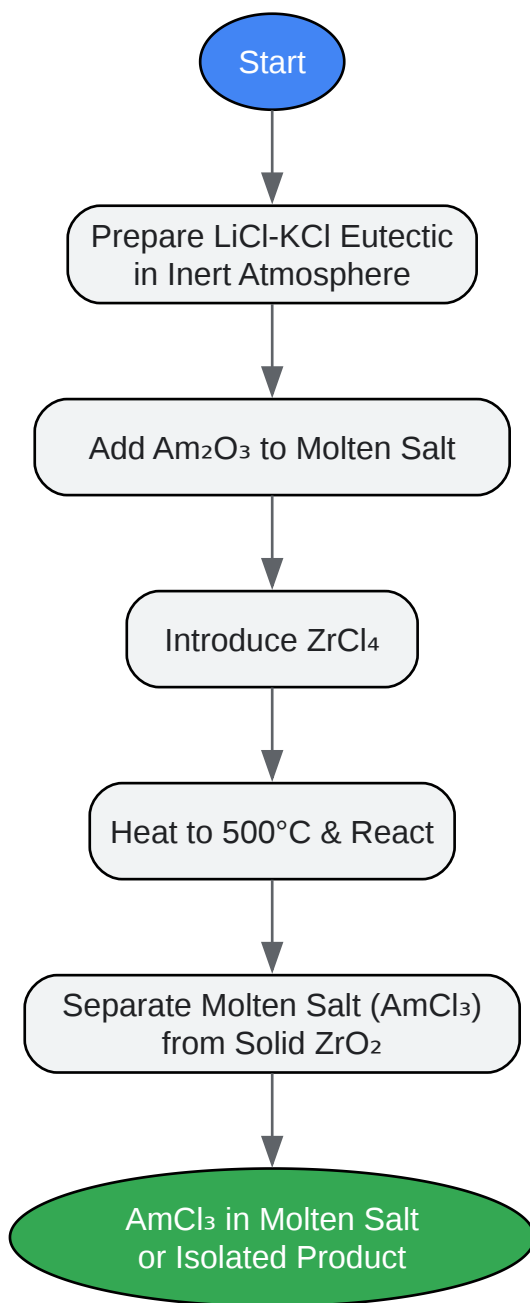 Start
Prepare LiCl-KCl Eutectic
in Inert Atmosphere
Add Am₂O₃ to Molten Salt
Introduce ZrCl₄
Heat to 500°C & React
Separate Molten Salt (AmCl₃)
from Solid ZrO₂
AmCl₃ in Molten Salt
or Isolated Product